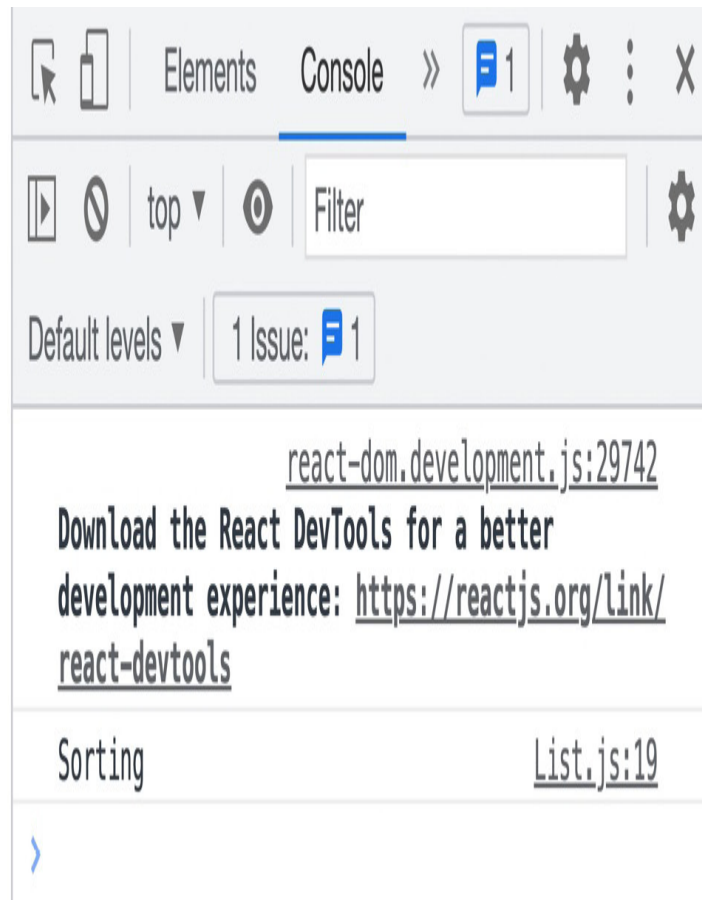 Elements Console » 1
top ▼ Filter
Default levels ▼ 1 Issue: 1
react-dom.development.js:29742
Download the React DevTools for a better
development experience: https://reactjs.org/link/
react-devtools
Sorting List.js:19